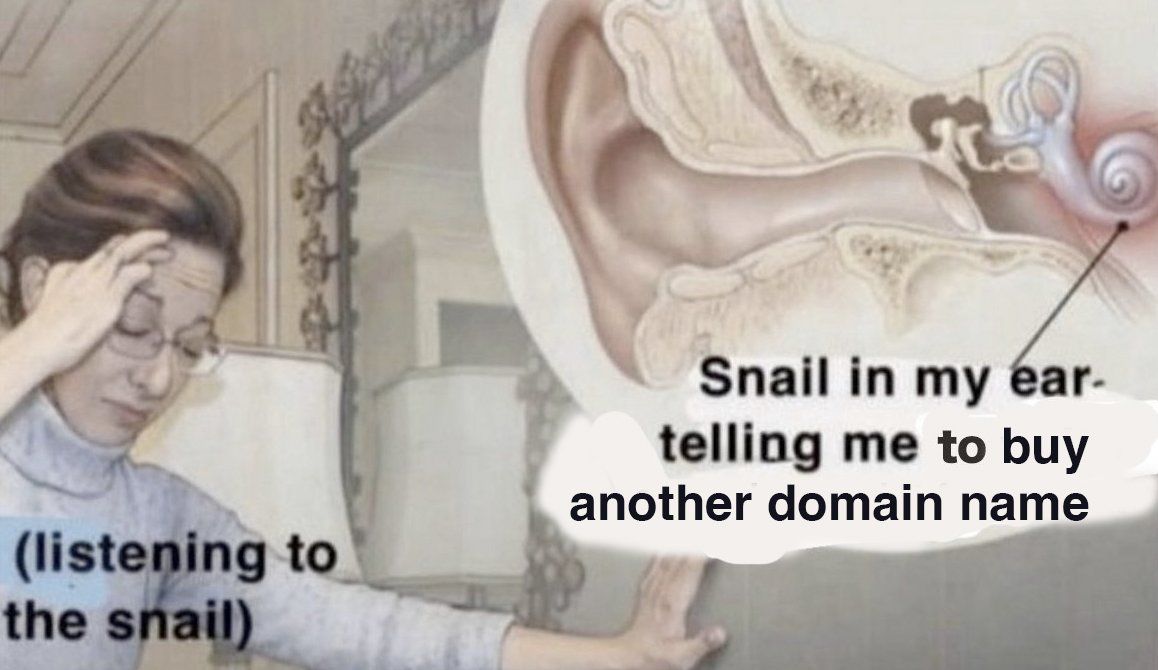 Snail in my ear-
telling me to buy
another domain name
(listening to
the snail)